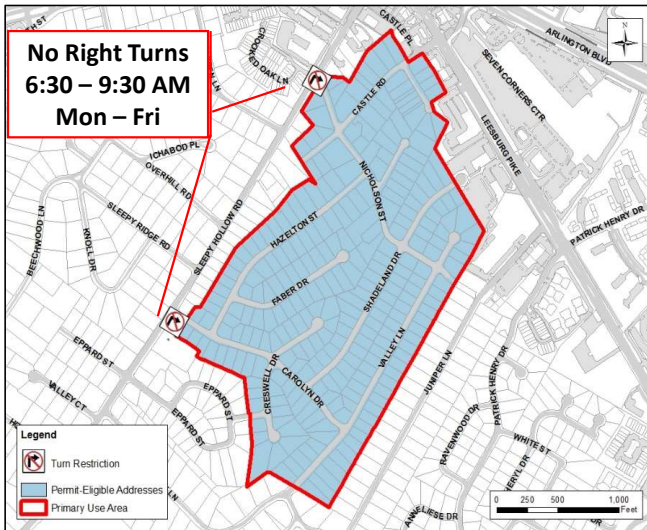 No Right Turns
6:30 – 9:30 AM
Mon – Fri
CROOKED OAK LN
CASTLE PL
ARLINGTON BLVD
SEVEN CORNERS CTR
CASTLE RD
LEESBURG PIKE
ICHABOD PL
OVERHILL RD
NICHOLSON ST
SLEEPY HOLLOW RD
HAZELTON ST
BEECHWOOD LN
KNOLL DR
SLEEPY RIDGE RD
PATRICK HENRY DR
FABER DR
SHADELAND DR
VALLEY LN
JUNIPER LN
EPPARD ST
CRESWELL DR
CAROLYN DR
EPPARD ST
EPPARD ST
VALLEY CT
PATRICK HENRY DR
RAVENWOOD DR
WHITE ST
CHERYL DR
ANNELIESE DR
Legend
Turn Restriction
Permit-Eligible Addresses
Primary Use Area
0 250 500 1,000
Feet